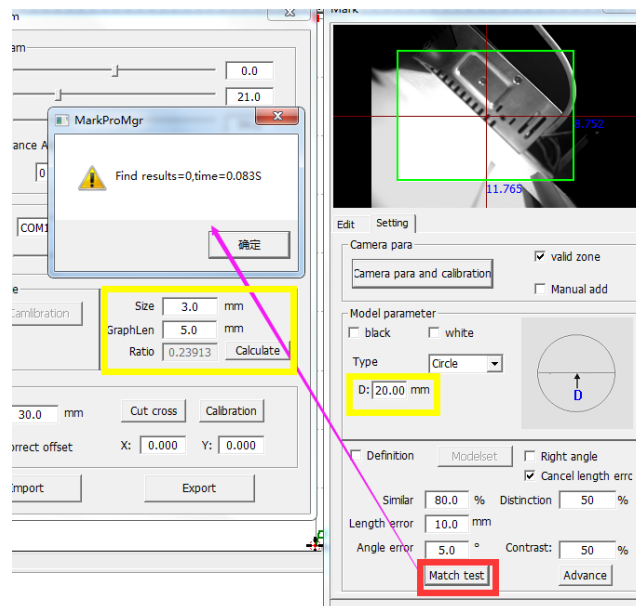 Mark
0.0
21.0
MarkProMgr
Find results=0,time=0.083S
确定
0
COM1
Size 3.0 mm
GraphLen 5.0 mm
Ratio 0.23913 Calculate
30.0 mm Cut cross Calibration
orrect offset X: 0.000 Y: 0.000
Import Export
3.752
11.765
Edit Setting
Camera para
Camera para and calibration
valid zone
Manual add
Model parameter
black white
Type Circle
D: 20.00 mm
D
Definition Modelset Right angle
Cancel length errc
Similar 80.0 % Distinction 50 %
Length error 10.0 mm
Angle error 5.0 ° Contrast: 50 %
Match test Advance